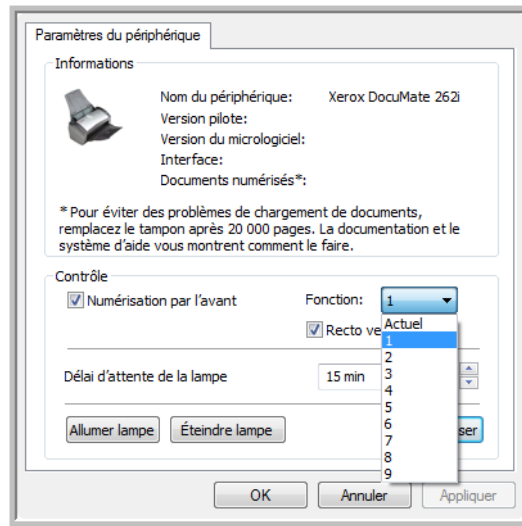 Paramètres du périphérique
Informations
Nom du périphérique: Xerox DocuMate 262i
Version pilote:
Version du micrologiciel:
Interface:
Documents numérisés*:
* Pour éviter des problèmes de chargement de documents,
remplacez le tampon après 20 000 pages. La documentation et le
système d'aide vous montrent comment le faire.
Contrôle
Numérisation par l'avant Fonction: 1
Actuel
Recto ve
1
2
Délai d'attente de la lampe 15 min
3
4
5
Allumer lampe Éteindre lampe ser
6
7
8
9
OK Annuler Appliquer